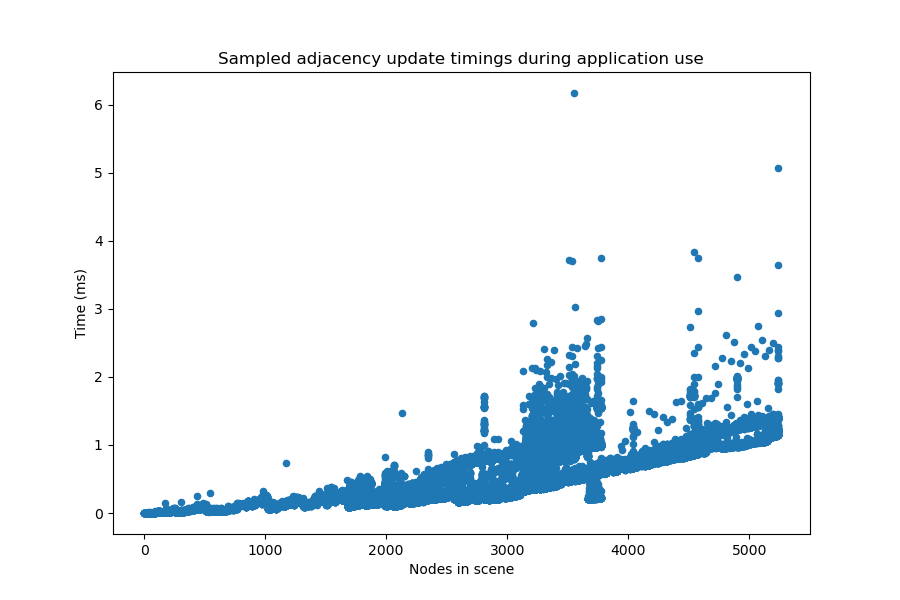 Sampled adjacency update timings during application use
6
5
4
3
2
1
0
Time (ms)
0 1000 2000 3000 4000 5000
Nodes in scene